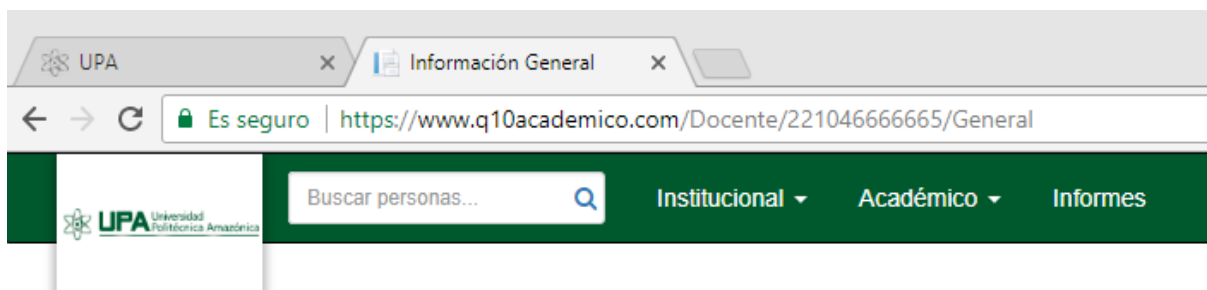 UPA
Información General
Es seguro https://www.q10academico.com/Docente/221046666665/General
UPA Universidad
Politécnica Amazónica
Buscar personas... Institucional Académico Informes